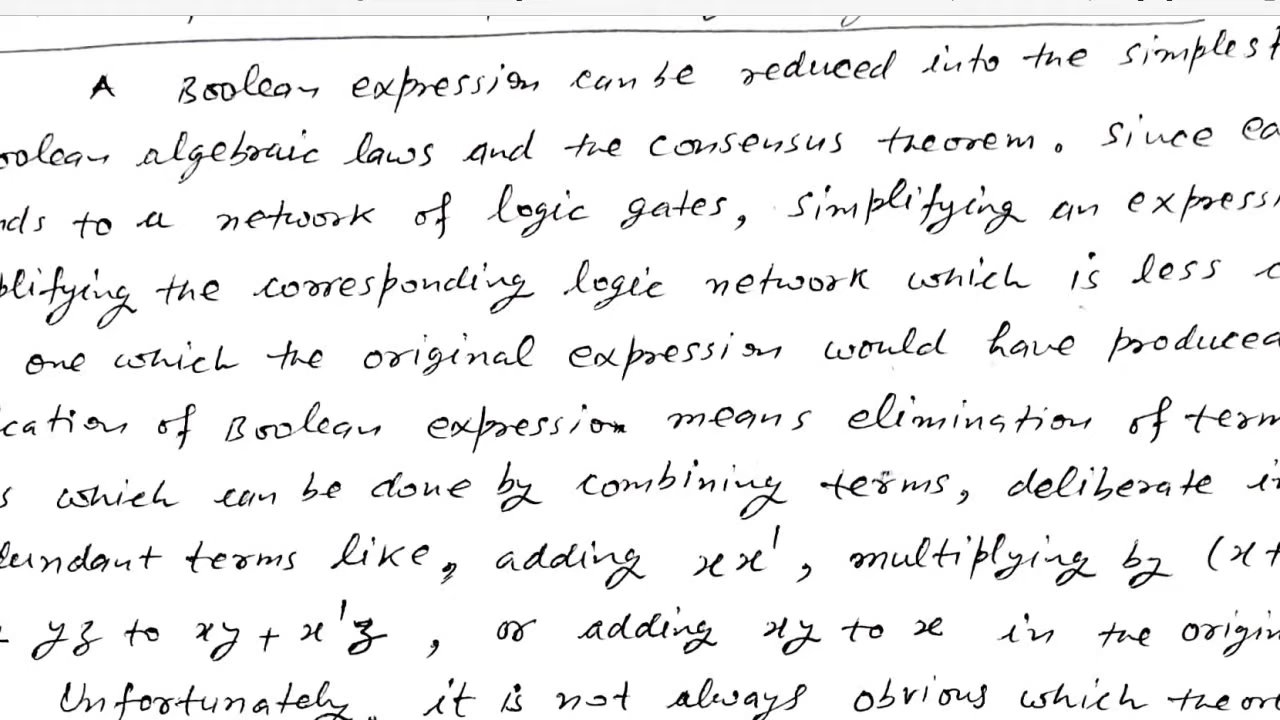 A Boolean expression can be reduced into the simplest
oolean algebraic laws and the consensus theorem. Since ea
nds to a network of logic gates, simplifying an express
plifying the corresponding logic network which is less
one which the original expression would have produced
ication of Boolean expression means elimination of term
s which can be done by combining terms, deliberate i
dundant terms like, adding xx', multiplying by (x+
yz to xy + x'z, or adding xy to x in the origin
Unfortunately, it is not always obvious which theor